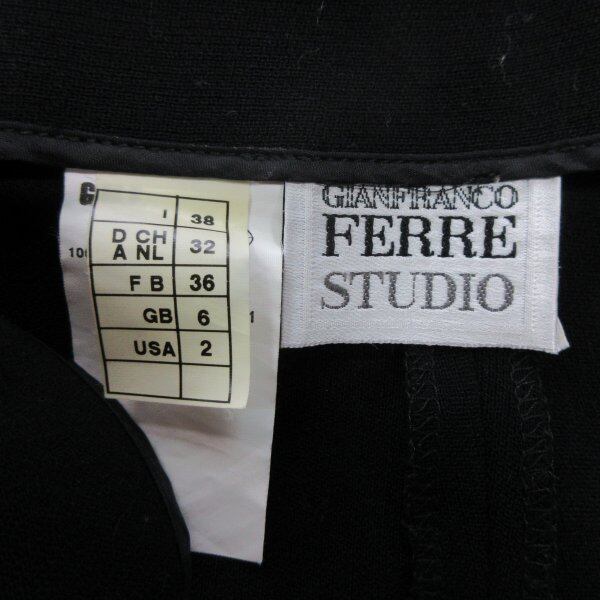 G
I 38
D CH
A NL 32
F B 36
GB 6
USA 2
GIANFRANCO
FERRE
STUDIO